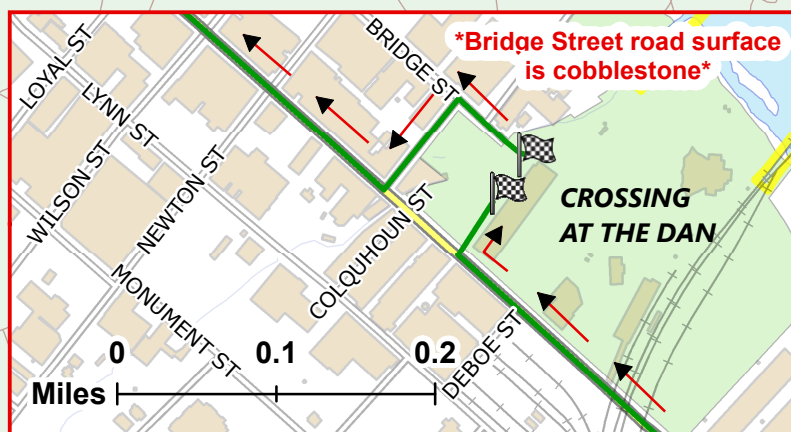 *Bridge Street road surface
is cobblestone*
BRIDGE ST
LOYAL ST
LYNN ST
WILSON ST
NEWTON ST
COLQUHOUN ST
CROSSING
AT THE DAN
MONUMENT ST
DEBOE ST
0 0.1 0.2
Miles